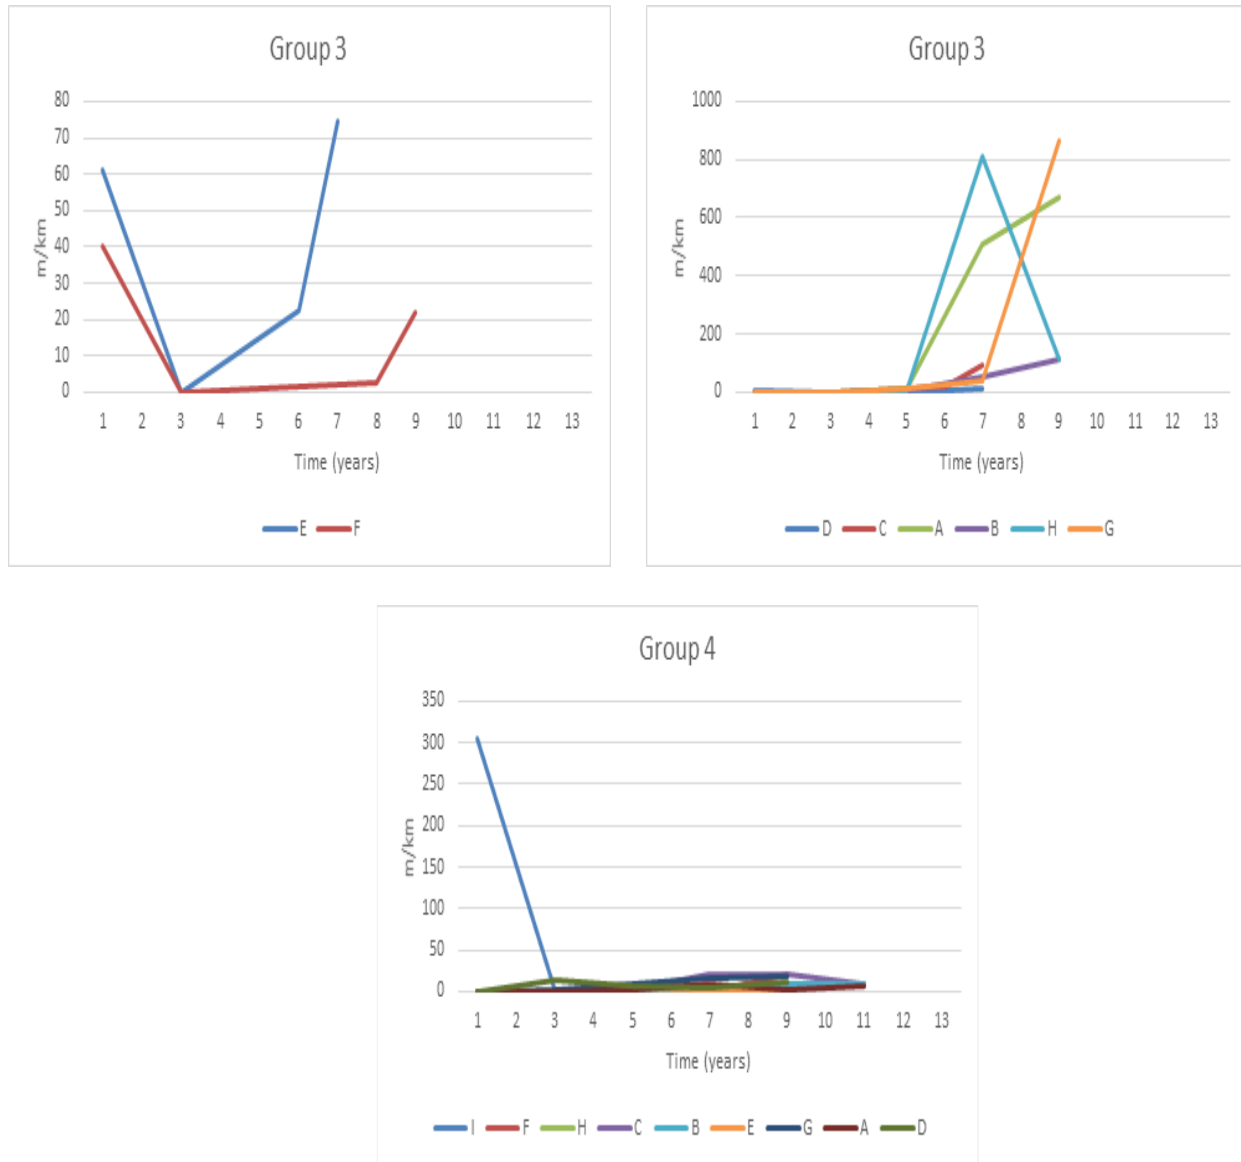 Group 3
80
70
60
50
40
30
20
10
0
m/km
1 2 3 4 5 6 7 8 9 10 11 12 13
Time (years)
E F
Group 3
1000
800
600
400
200
0
m/km
1 2 3 4 5 6 7 8 9 10 11 12 13
Time (years)
D C A B H G
Group 4
350
300
250
200
150
100
50
0
m/km
1 2 3 4 5 6 7 8 9 10 11 12 13
Time (years)
I F H C B E G A D